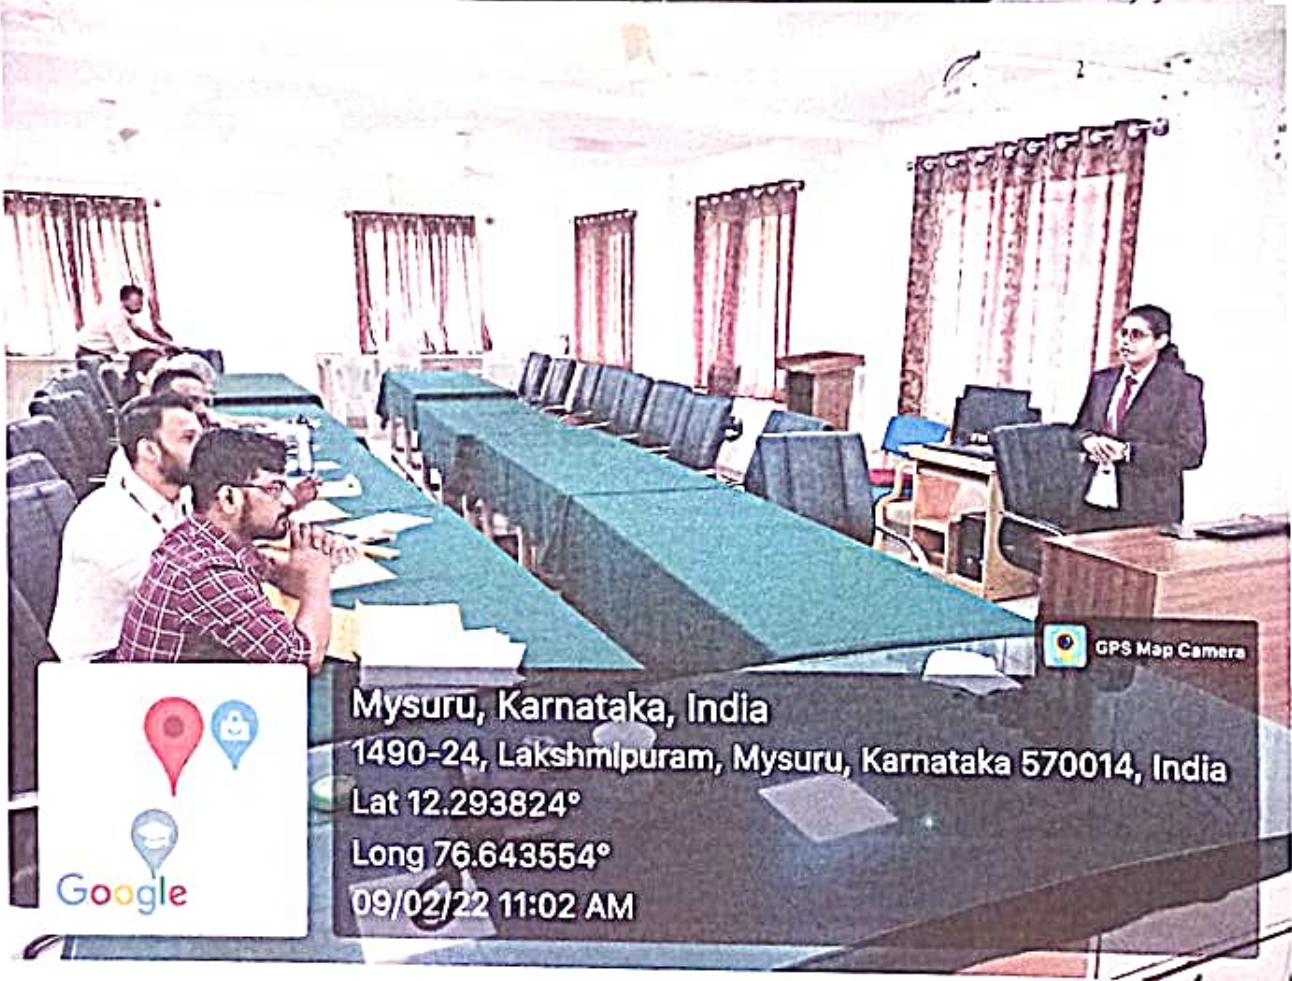 GPS Map Camera
Mysuru, Karnataka, India
1490-24, Lakshmipuram, Mysuru, Karnataka 570014, India
Lat 12.293824°
Long 76.643554°
09/02/22 11:02 AM
Google